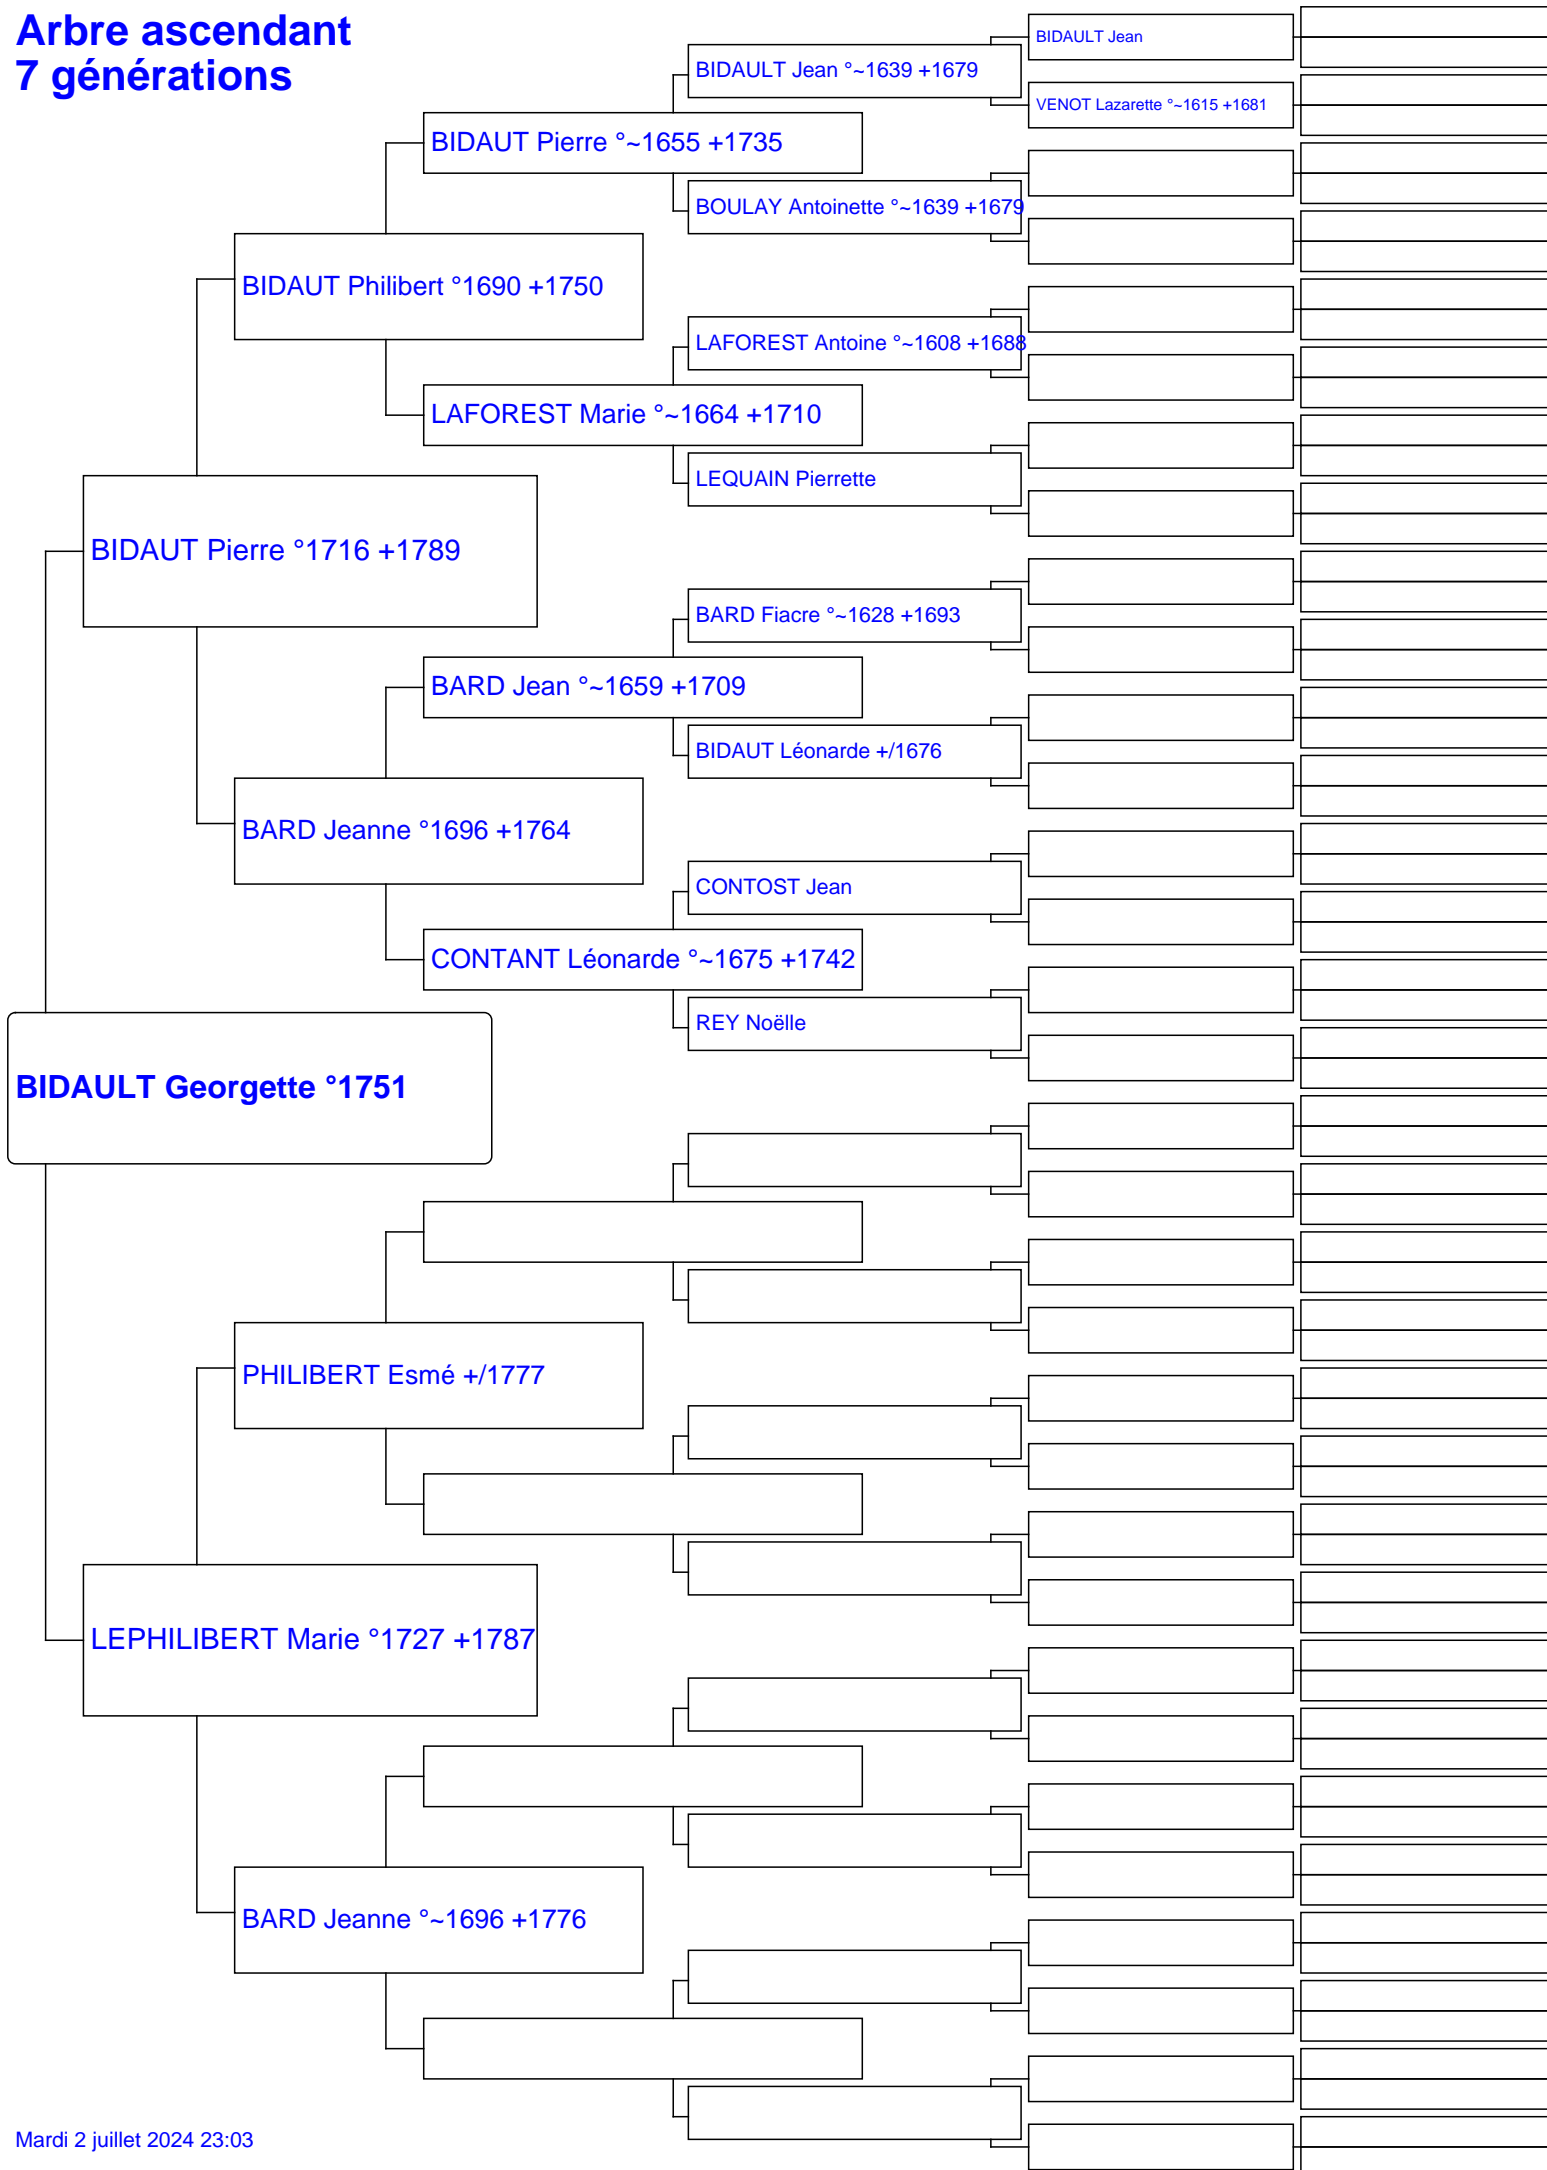 Arbre ascendant
7 générations
BIDAULT Jean
BIDAULT Jean °~1639 +1679
VENOT Lazarette °~1615 +1681
BIDAUT Pierre °~1655 +1735
BOULAY Antoinette °~1639 +1679
BIDAUT Philibert °1690 +1750
LAFOREST Antoine °~1608 +1688
LAFOREST Marie °~1664 +1710
LEQUAIN Pierrette
BIDAUT Pierre °1716 +1789
BARD Fiacre °~1628 +1693
BARD Jean °~1659 +1709
BIDAUT Léonarde +/1676
BARD Jeanne °1696 +1764
CONTOST Jean
CONTANT Léonarde °~1675 +1742
REY Noëlle
BIDAULT Georgette °1751
PHILIBERT Esmé +/1777
LEPHILIBERT Marie °1727 +1787
BARD Jeanne °~1696 +1776
Mardi 2 juillet 2024 23:03